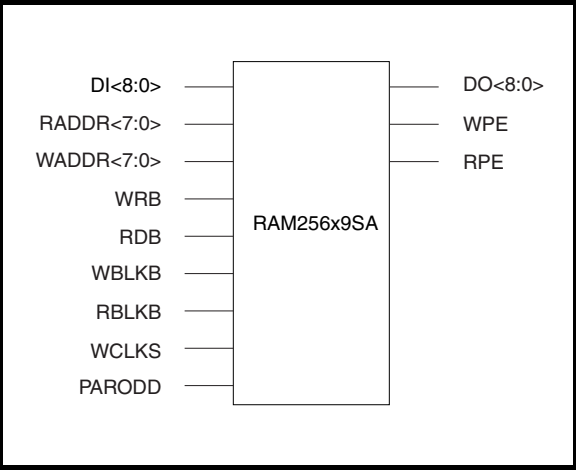 DI<8:0>
RADDR<7:0>
WADDR<7:0>
WRB
RDB
WBLKB
RBLKB
WCLKS
PARODD
RAM256x9SA
DO<8:0>
WPE
RPE